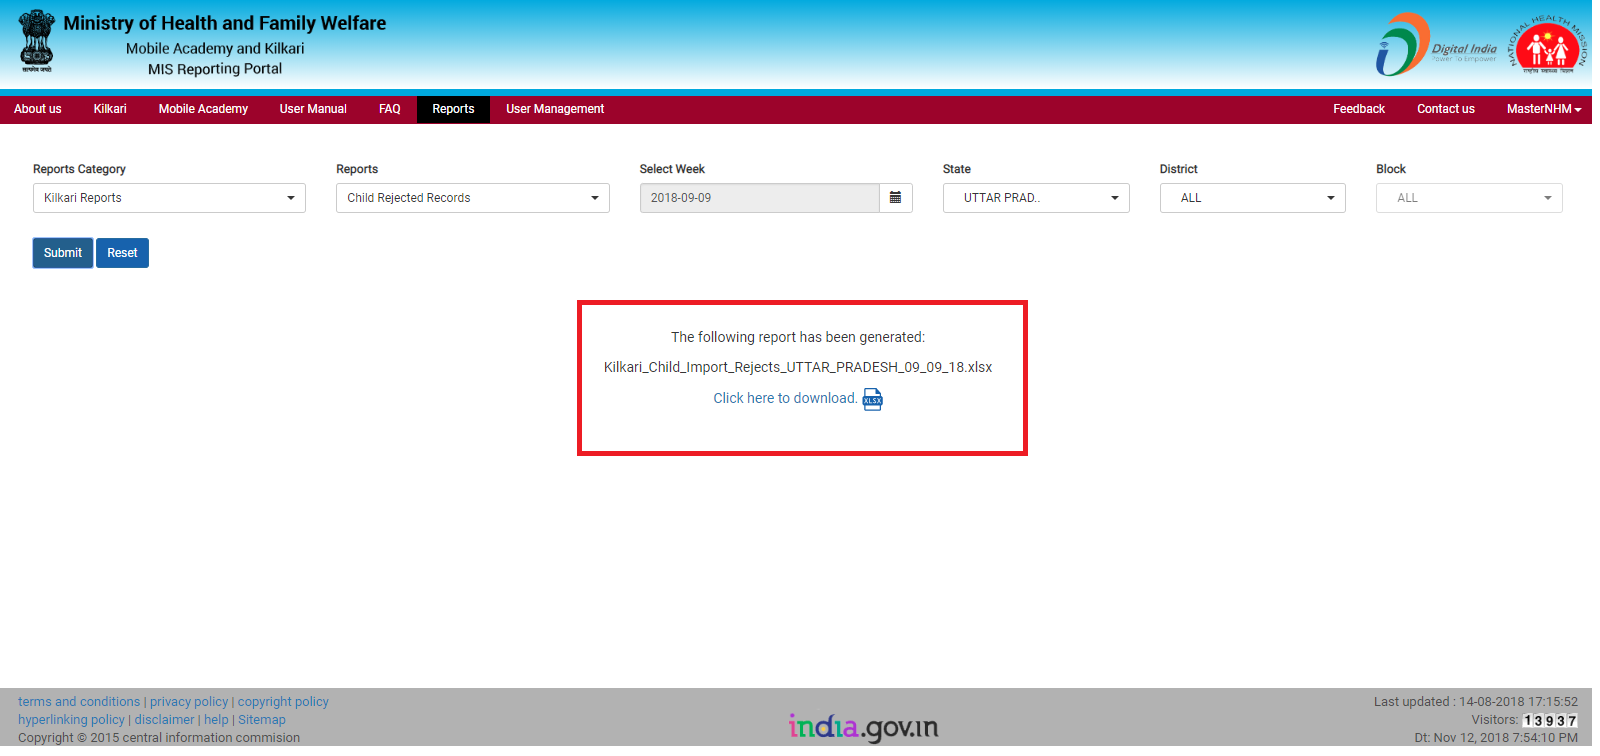 Ministry of Health and Family Welfare
Mobile Academy and Kilkari
MIS Reporting Portal
सत्यमेव जयते
Digital India
Power To Empower
NATIONAL HEALTH MISSION
राष्ट्रीय स्वास्थ्य मिशन
About us Kilkari Mobile Academy User Manual FAQ Reports User Management Feedback Contact us MasterNHM
Reports Category Reports Select Week State District Block
Kilkari Reports Child Rejected Records 2018-09-09 UTTAR PRAD.. ALL ALL
Submit Reset
The following report has been generated:
Kilkari_Child_Import_Rejects_UTTAR_PRADESH_09_09_18.xlsx
Click here to download. XLSX
terms and conditions | privacy policy | copyright policy
hyperlinking policy | disclaimer | help | Sitemap
Copyright © 2015 central information commision
india.gov.in
Last updated : 14-08-2018 17:15:52
Visitors: 13937
Dt: Nov 12, 2018 7:54:10 PM